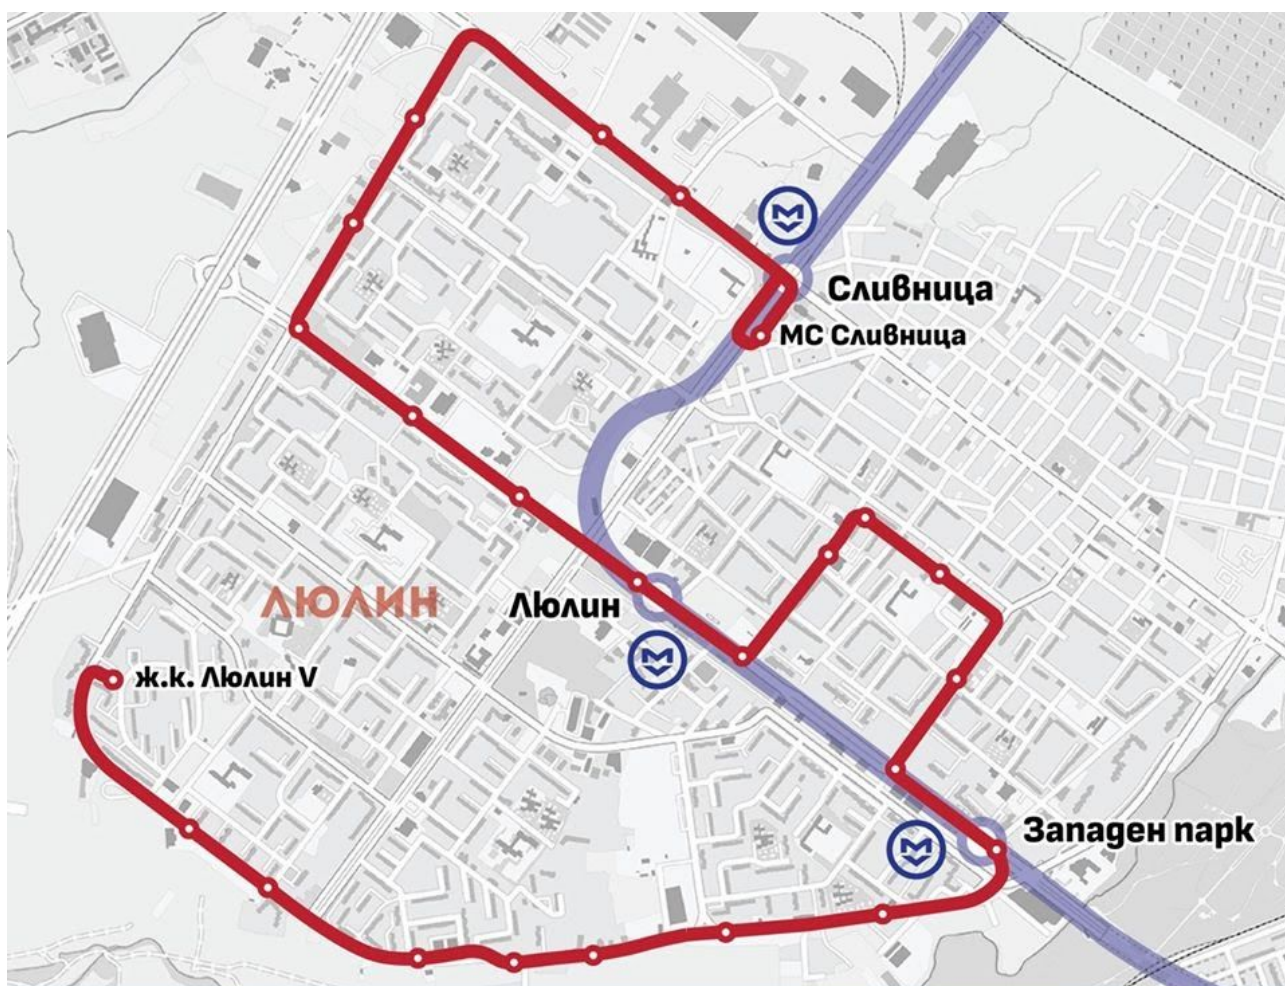 Сливница
МС Сливница
ЛЮЛИН
Люлин
ж.к. Люлин V
Западен парк